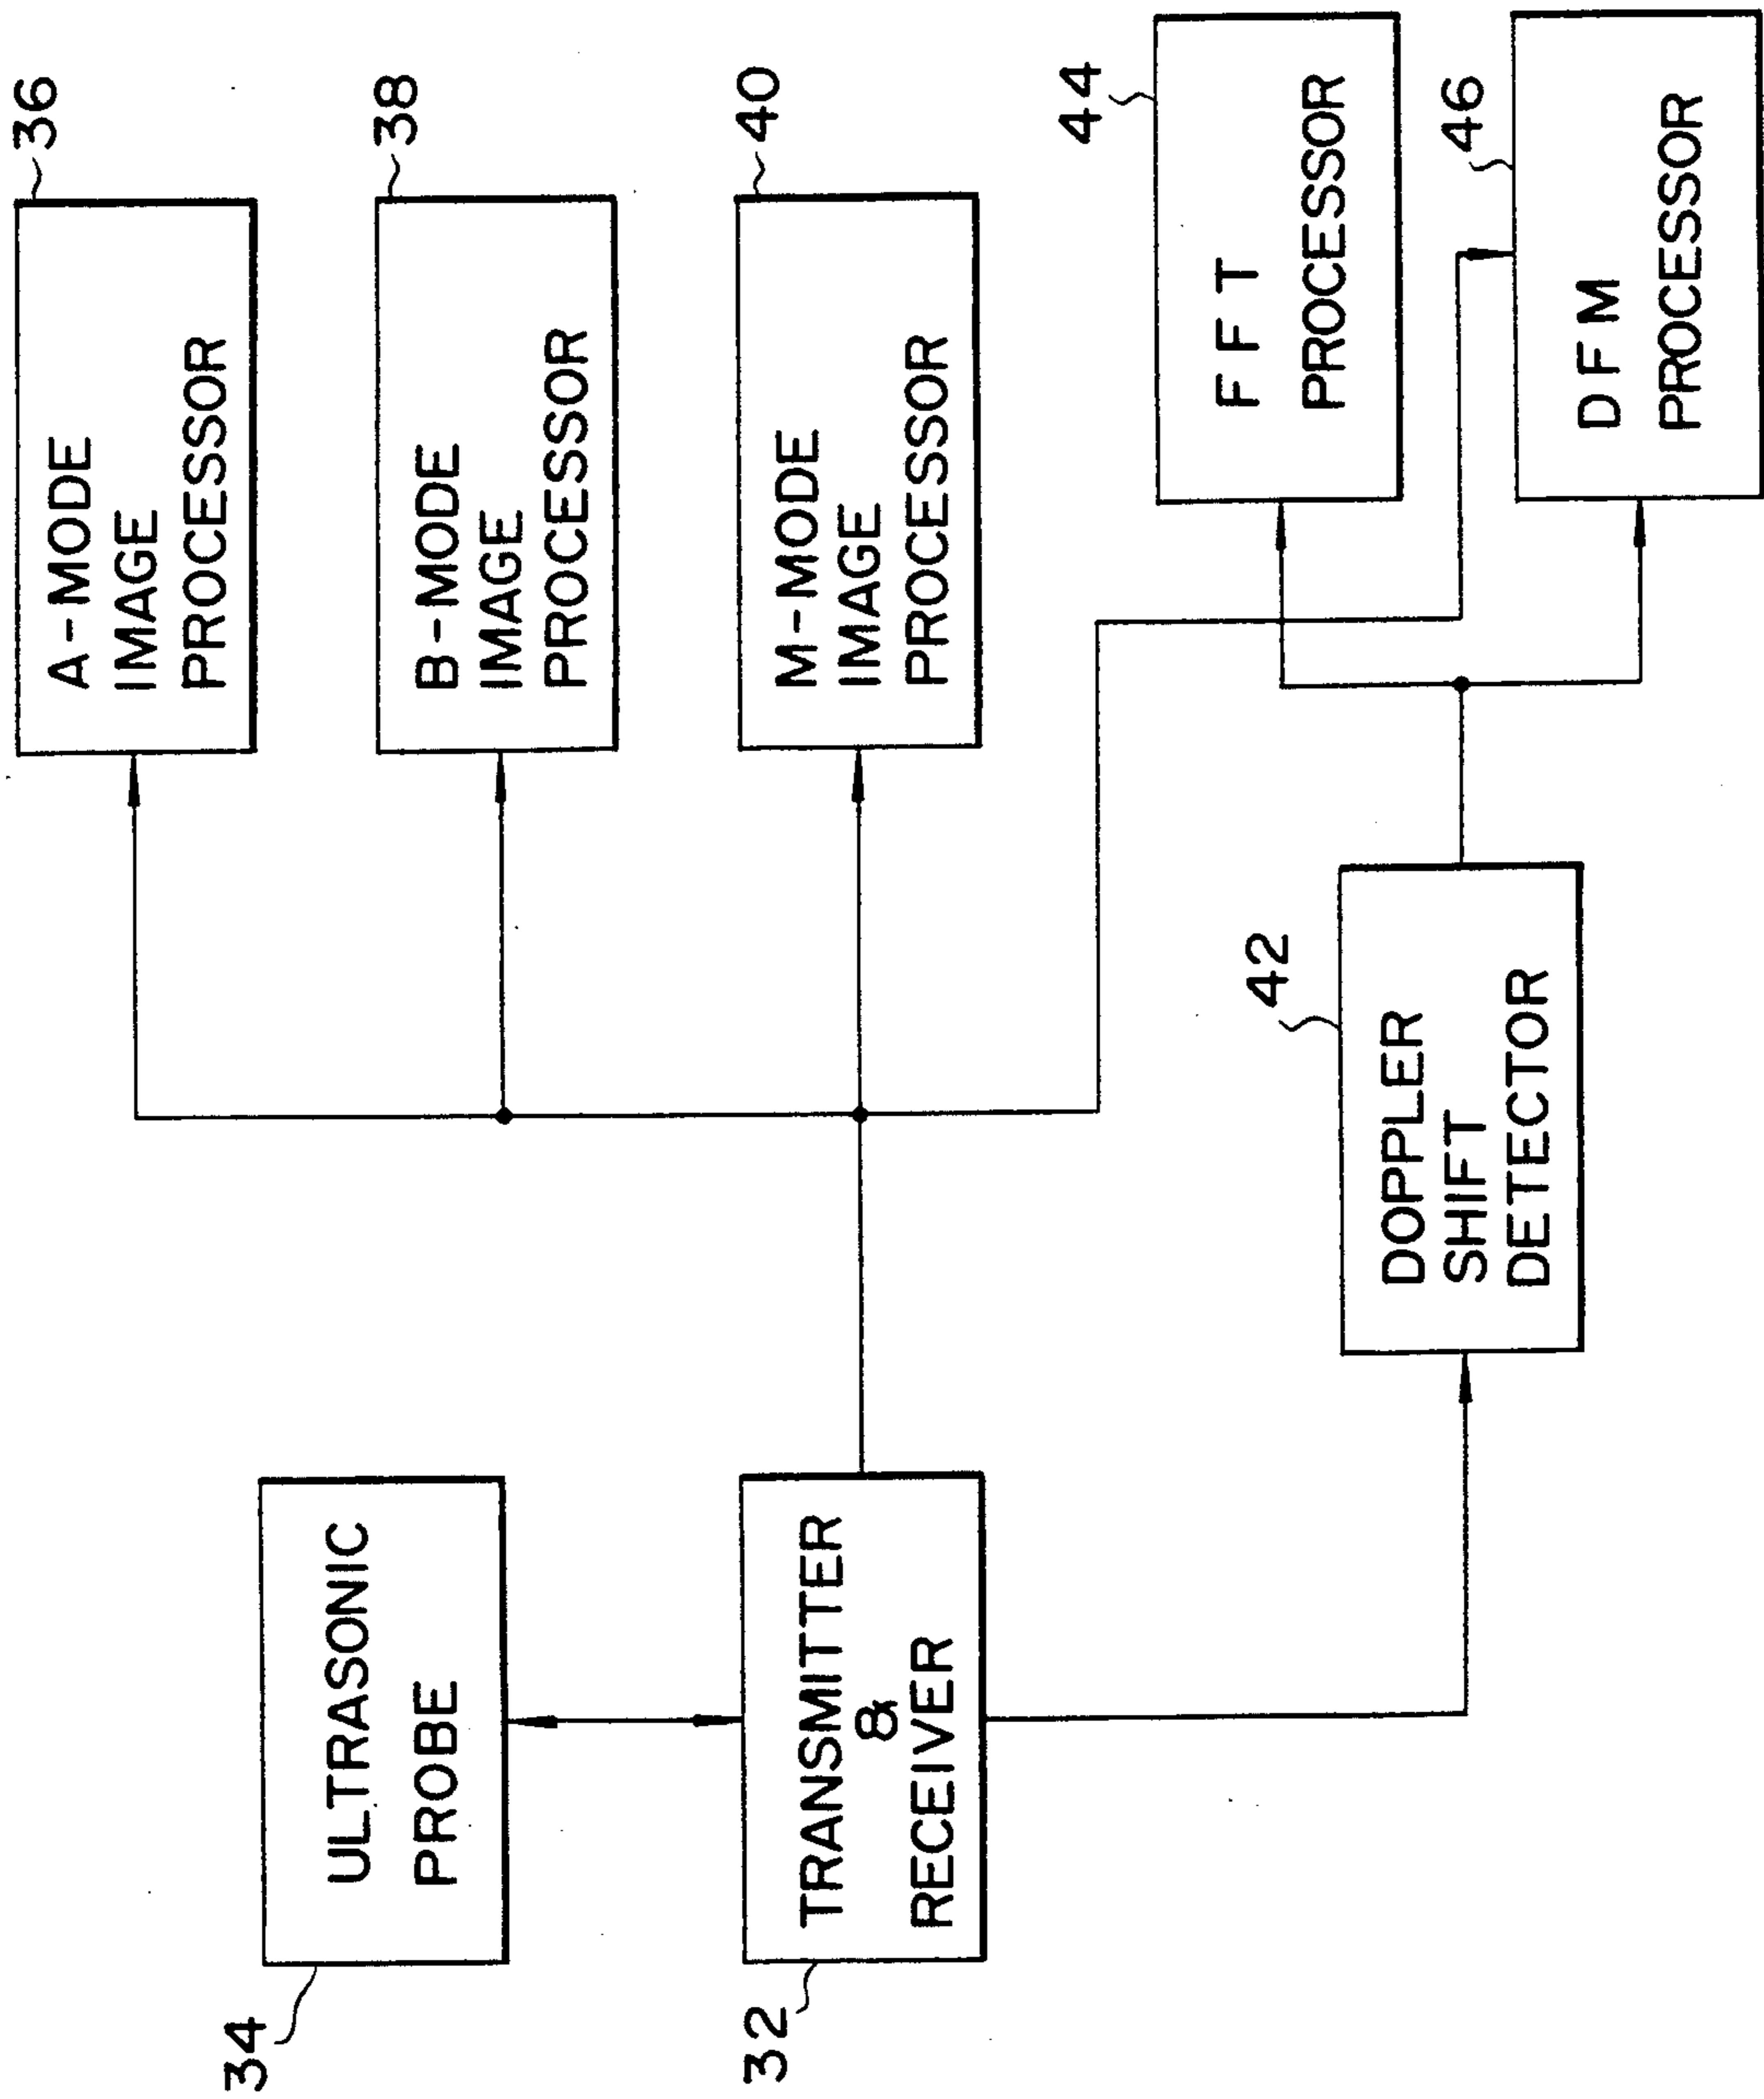 34
ULTRASONIC
PROBE
32
TRANSMITTER
&
RECEIVER
36
A-MODE
IMAGE
PROCESSOR
38
B-MODE
IMAGE
PROCESSOR
40
M-MODE
IMAGE
PROCESSOR
42
DOPPLER
SHIFT
DETECTOR
44
FFT
PROCESSOR
46
DFM
PROCESSOR